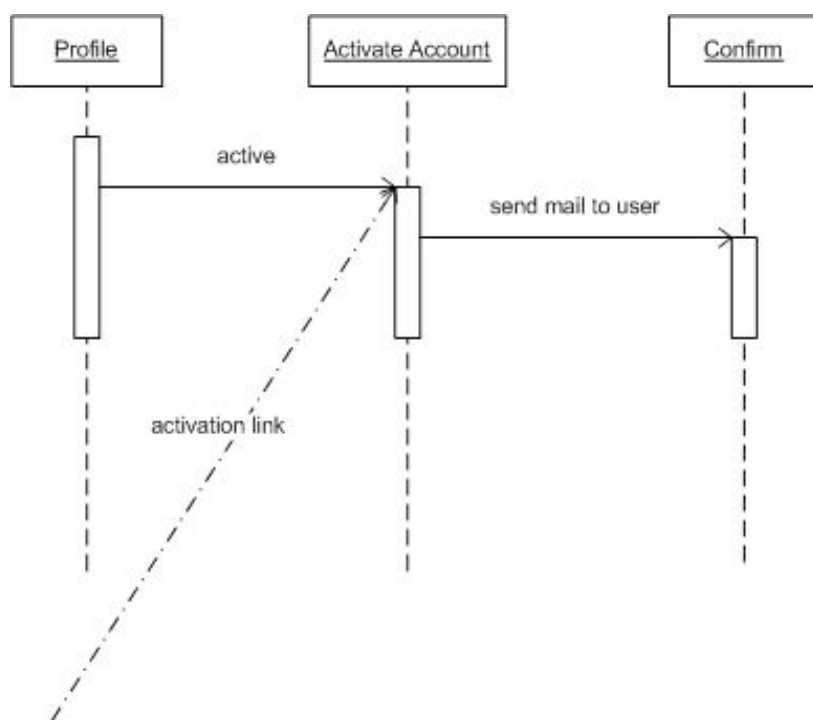 Profile
Activate Account
Confirm
active
send mail to user
activation link